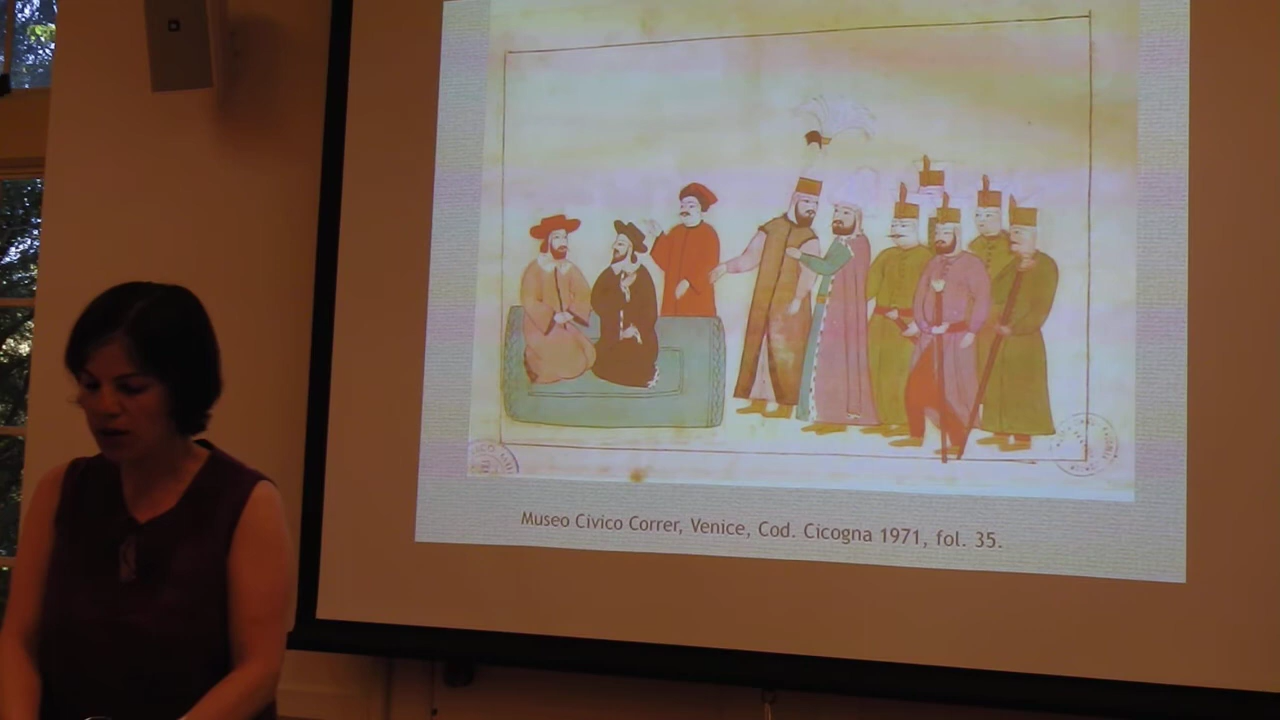 Museo Civico Correr, Venice, Cod. Cicogna 1971, fol. 35.